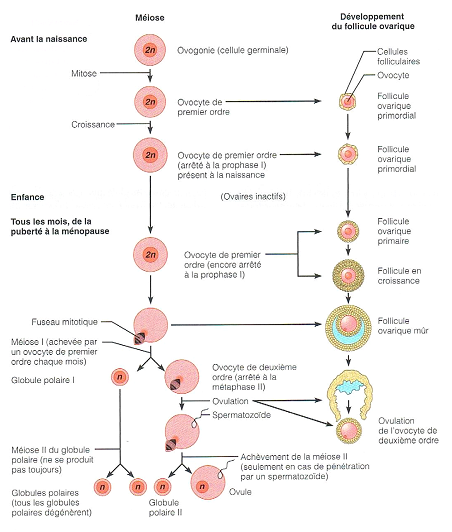 Méiose
Développement
du follicule ovarique
Avant la naissance
2n
Ovogonie (cellule germinale)
Cellules
folliculaires
Mitose
Ovocyte
2n
Ovocyte de
premier ordre
Follicule
ovarique
primordial
Croissance
2n
Ovocyte de premier ordre
(arrêté à la prophase I)
présent à la naissance
Follicule
ovarique
primordial
Enfance
(Ovaires inactifs)
Tous les mois, de la
puberté à la ménopause
Follicule
ovarique
primaire
2n
Ovocyte de premier
ordre (encore arrêté
à la prophase I)
Follicule en
croissance
Fuseau mitotique
Follicule
ovarique mûr
Méiose I (achevée par
un ovocyte de premier
ordre chaque mois)
Globule polaire I
n
Ovocyte de deuxième
ordre (arrêté à la
métaphase II)
Ovulation
Spermatozoïde
Ovulation
de l'ovocyte de
deuxième ordre
Méiose II du globule
polaire (ne se produit
pas toujours)
Achèvement de la méiose II
(seulement en cas de pénétration
par un spermatozoïde)
n
n
n
n
Globules polaires
(tous les globules
polaires dégénèrent)
Globule
polaire II
Ovule